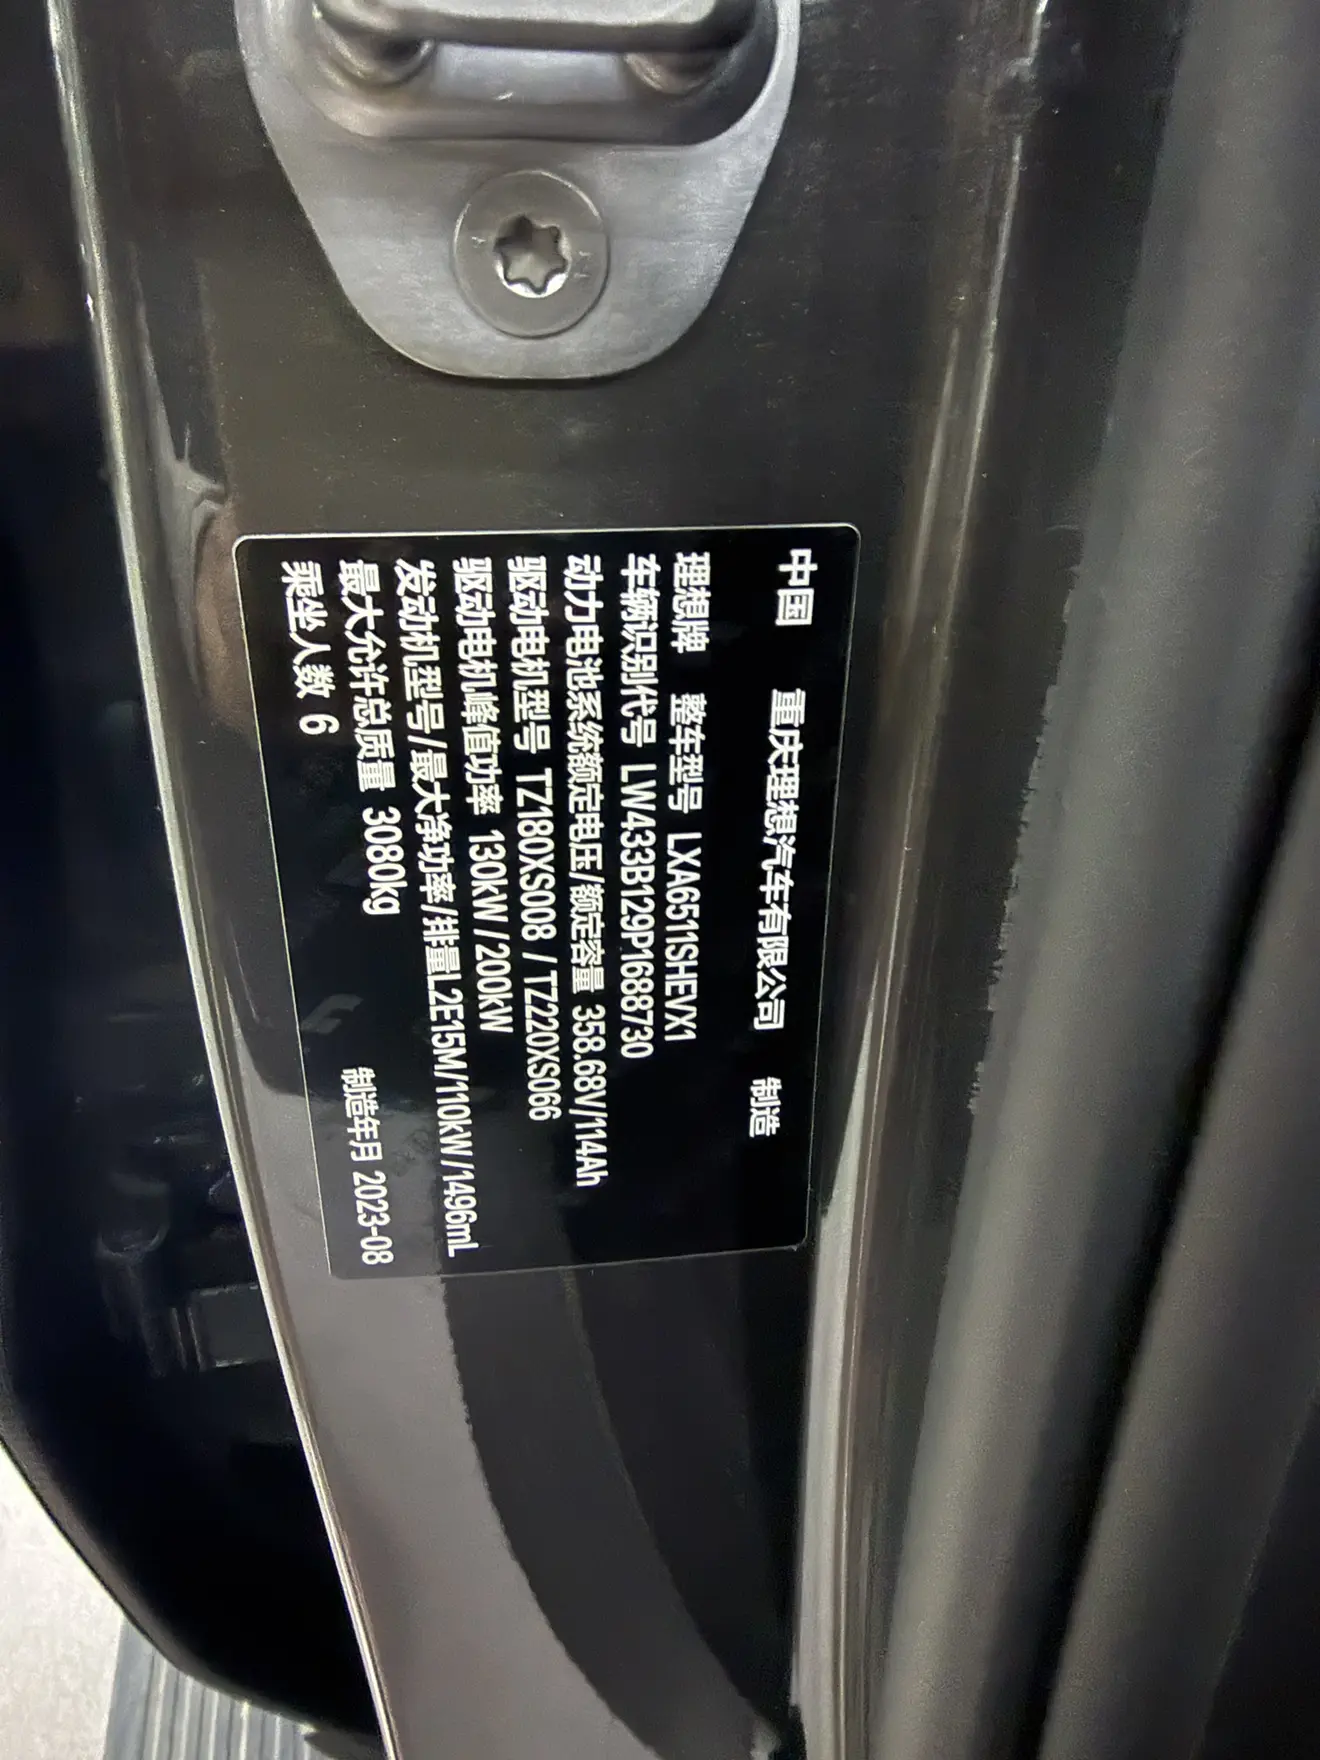 中国 重庆理想汽车有限公司 制造
理想牌 整车型号 LXA6511SHEVX1
车辆识别代号 LW433B129P1688730
动力电池系统额定电压/额定容量 358.68V/114Ah
驱动电机型号 TZ180XS008 / TZ220XS066
驱动电机峰值功率 130kW /200kW
发动机型号/最大净功率/排量L2E15M/110kW/1496mL
最大允许总质量 3080kg
乘坐人数 6 制造年月 2023-08